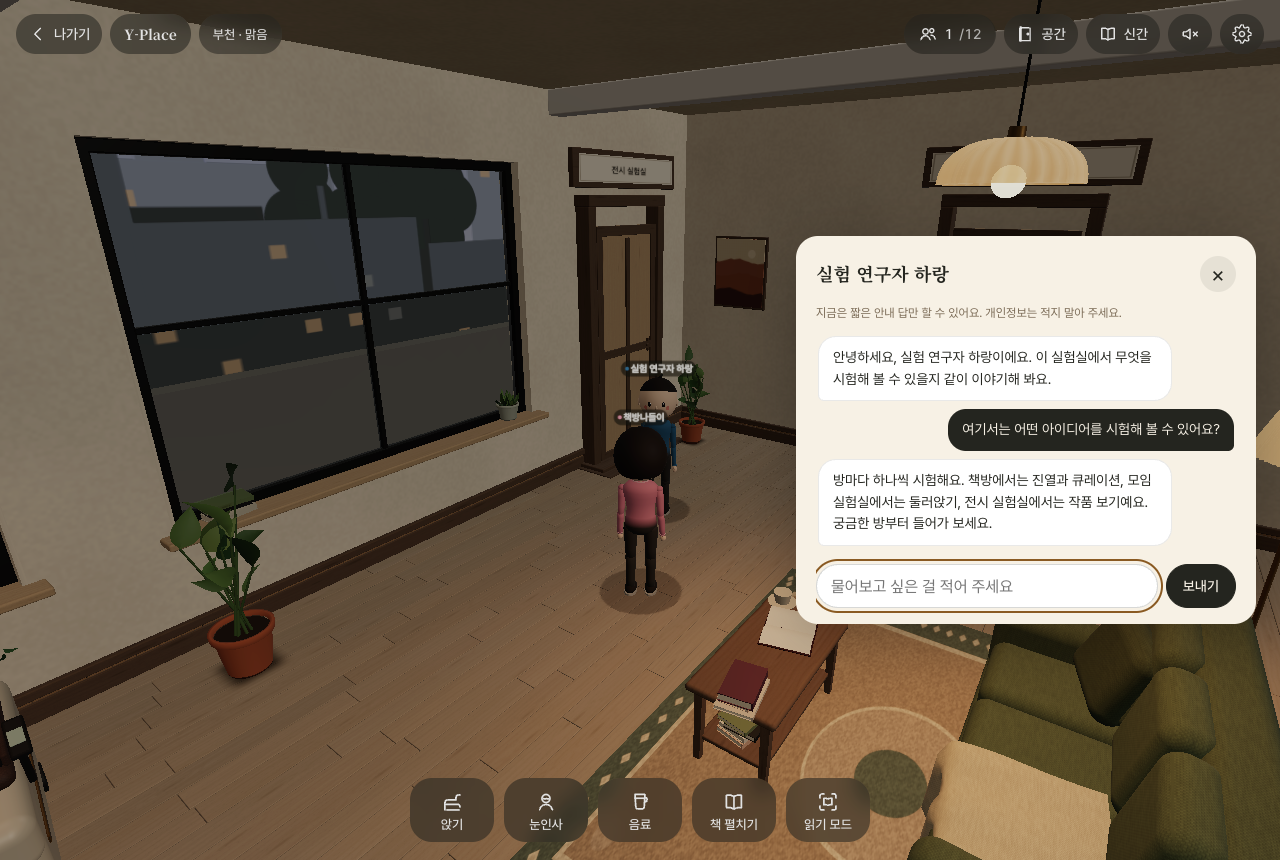 나가기
Y-Place
부천 · 맑음
1 /12
공간
신간
전시 실험실
실험 연구자 하랑
책방나들이
실험 연구자 하랑
지금은 짧은 안내 답만 할 수 있어요. 개인정보는 적지 말아 주세요.
안녕하세요, 실험 연구자 하랑이에요. 이 실험실에서 무엇을
시험해 볼 수 있을지 같이 이야기해 봐요.
여기서는 어떤 아이디어를 시험해 볼 수 있어요?
방마다 하나씩 시험해요. 책방에서는 진열과 큐레이션, 모임
실험실에서는 둘러앉기, 전시 실험실에서는 작품 보기예요.
궁금한 방부터 들어가 보세요.
물어보고 싶은 걸 적어 주세요
보내기
앉기
눈인사
음료
책 펼치기
읽기 모드